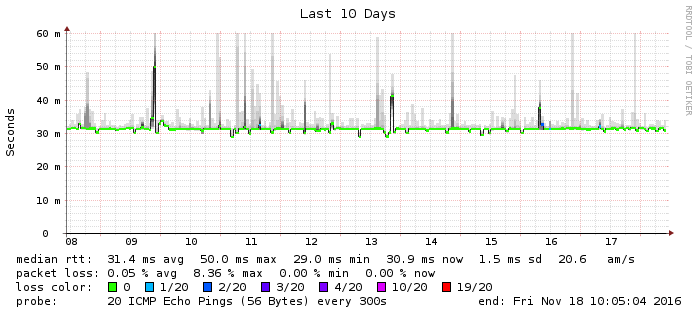 Last 10 Days
RRDTOOL / TOBI OETIKER
Seconds
60 m
50 m
40 m
30 m
20 m
10 m
0
08 09 10 11 12 13 14 15 16 17
median rtt: 31.4 ms avg 50.0 ms max 29.0 ms min 30.9 ms now 1.5 ms sd 20.6 am/s
packet loss: 0.05 % avg 8.36 % max 0.00 % min 0.00 % now
loss color: 0 1/20 2/20 3/20 4/20 10/20 19/20
probe: 20 ICMP Echo Pings (56 Bytes) every 300s end: Fri Nov 18 10:05:04 2016